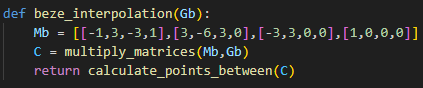 def beze_interpolation(Gb):
    Mb = [[-1,3,-3,1],[3,-6,3,0],[-3,3,0,0],[1,0,0,0]]
    C = multiply_matrices(Mb,Gb)
    return calculate_points_between(C)